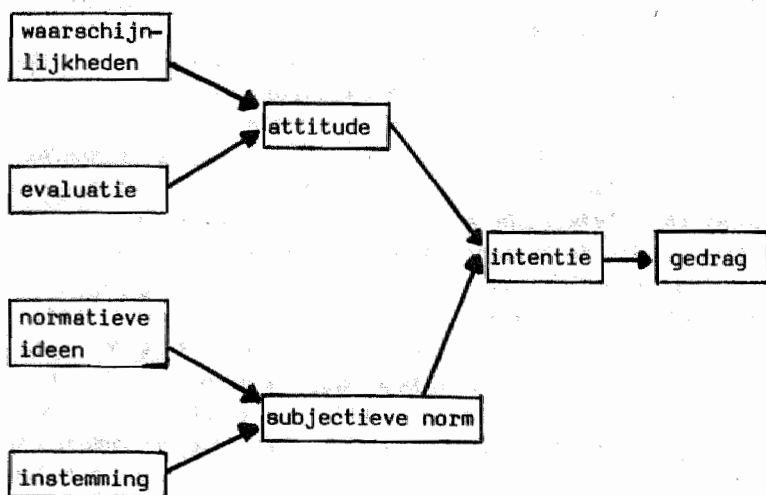 waarschijn-
lijkheden
attitude
evaluatie
intentie
gedrag
normatieve
ideen
subjectieve norm
instemming